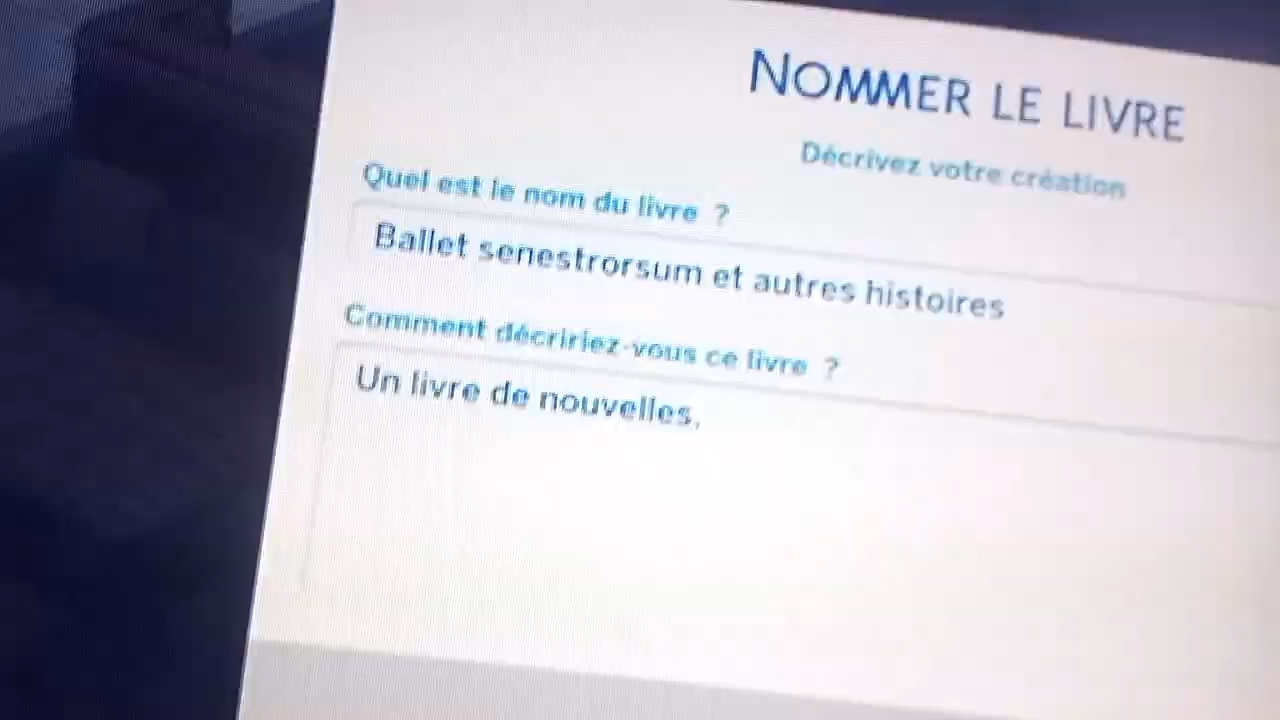 NOMMER LE LIVRE
Décrivez votre création
Quel est le nom du livre ?
Ballet senestrorsum et autres histoires
Comment décririez-vous ce livre ?
Un livre de nouvelles.